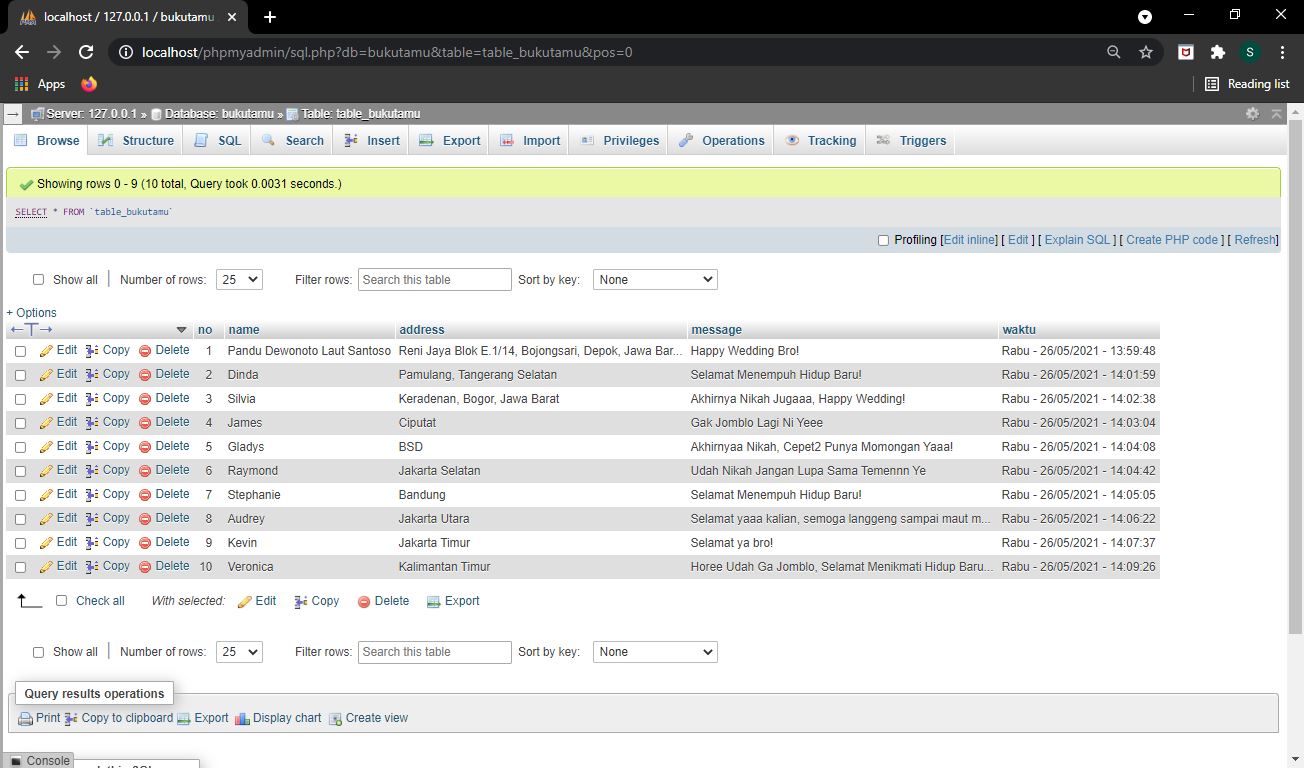 localhost / 127.0.0.1 / bukutamu
localhost/phpmyadmin/sql.php?db=bukutamu&table=table_bukutamu&pos=0
S
Apps
Reading list
Server: 127.0.0.1 » Database: bukutamu » Table: table_bukutamu
Browse Structure SQL Search Insert Export Import Privileges Operations Tracking Triggers
Showing rows 0 - 9 (10 total, Query took 0.0031 seconds.)
SELECT * FROM `table_bukutamu`
Profiling [Edit inline] [ Edit ] [ Explain SQL ] [ Create PHP code ] [ Refresh]
Show all | Number of rows: 25 Filter rows: Search this table Sort by key: None
+ Options
←T→ no name address message waktu
Edit Copy Delete 1 Pandu Dewonoto Laut Santoso Reni Jaya Blok E.1/14, Bojongsari, Depok, Jawa Bar... Happy Wedding Bro! Rabu - 26/05/2021 - 13:59:48
Edit Copy Delete 2 Dinda Pamulang, Tangerang Selatan Selamat Menempuh Hidup Baru! Rabu - 26/05/2021 - 14:01:59
Edit Copy Delete 3 Silvia Keradenan, Bogor, Jawa Barat Akhirnya Nikah Jugaaa, Happy Wedding! Rabu - 26/05/2021 - 14:02:38
Edit Copy Delete 4 James Ciputat Gak Jomblo Lagi Ni Yeee Rabu - 26/05/2021 - 14:03:04
Edit Copy Delete 5 Gladys BSD Akhirnyaa Nikah, Cepet2 Punya Momongan Yaaa! Rabu - 26/05/2021 - 14:04:08
Edit Copy Delete 6 Raymond Jakarta Selatan Udah Nikah Jangan Lupa Sama Temennn Ye Rabu - 26/05/2021 - 14:04:42
Edit Copy Delete 7 Stephanie Bandung Selamat Menempuh Hidup Baru! Rabu - 26/05/2021 - 14:05:05
Edit Copy Delete 8 Audrey Jakarta Utara Selamat yaaa kalian, semoga langgeng sampai maut m... Rabu - 26/05/2021 - 14:06:22
Edit Copy Delete 9 Kevin Jakarta Timur Selamat ya bro! Rabu - 26/05/2021 - 14:07:37
Edit Copy Delete 10 Veronica Kalimantan Timur Horee Udah Ga Jomblo, Selamat Menikmati Hidup Baru... Rabu - 26/05/2021 - 14:09:26
Check all With selected: Edit Copy Delete Export
Show all | Number of rows: 25 Filter rows: Search this table Sort by key: None
Query results operations
Print Copy to clipboard Export Display chart Create view
Console